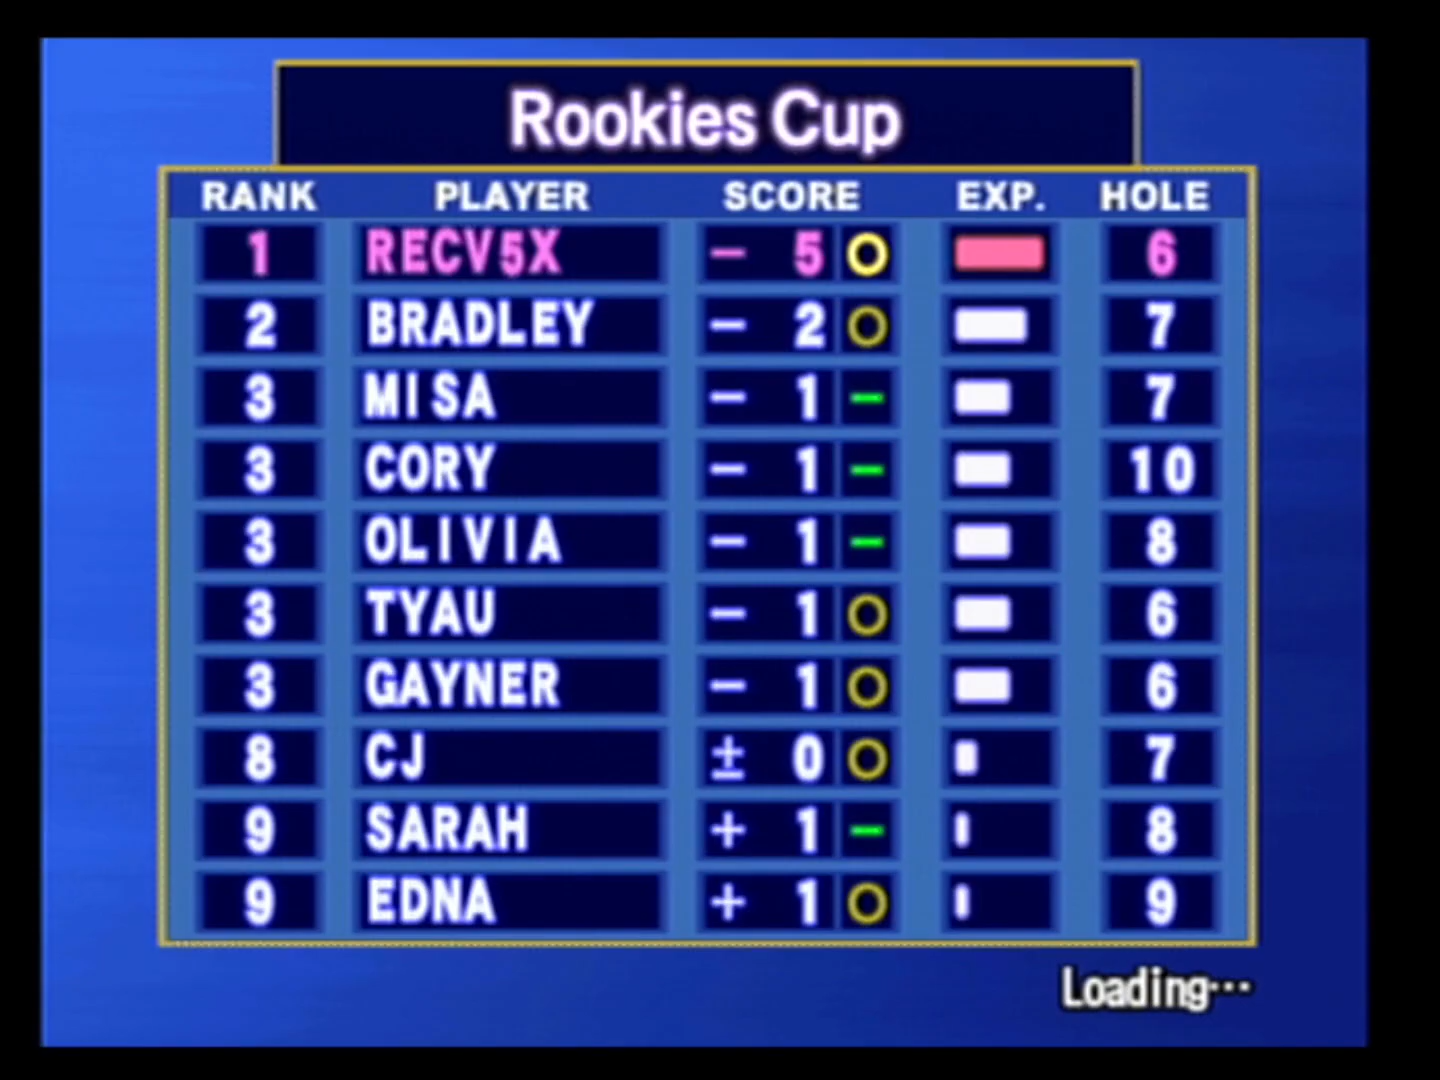 Rookies Cup
RANK PLAYER SCORE EXP. HOLE
1 RECV5X - 5 6
2 BRADLEY - 2 7
3 MISA - 1 - 7
3 CORY - 1 - 10
3 OLIVIA - 1 - 8
3 TYAU - 1 6
3 GAYNER - 1 6
8 CJ ± 0 7
9 SARAH + 1 - 8
9 EDNA + 1 9
Loading…